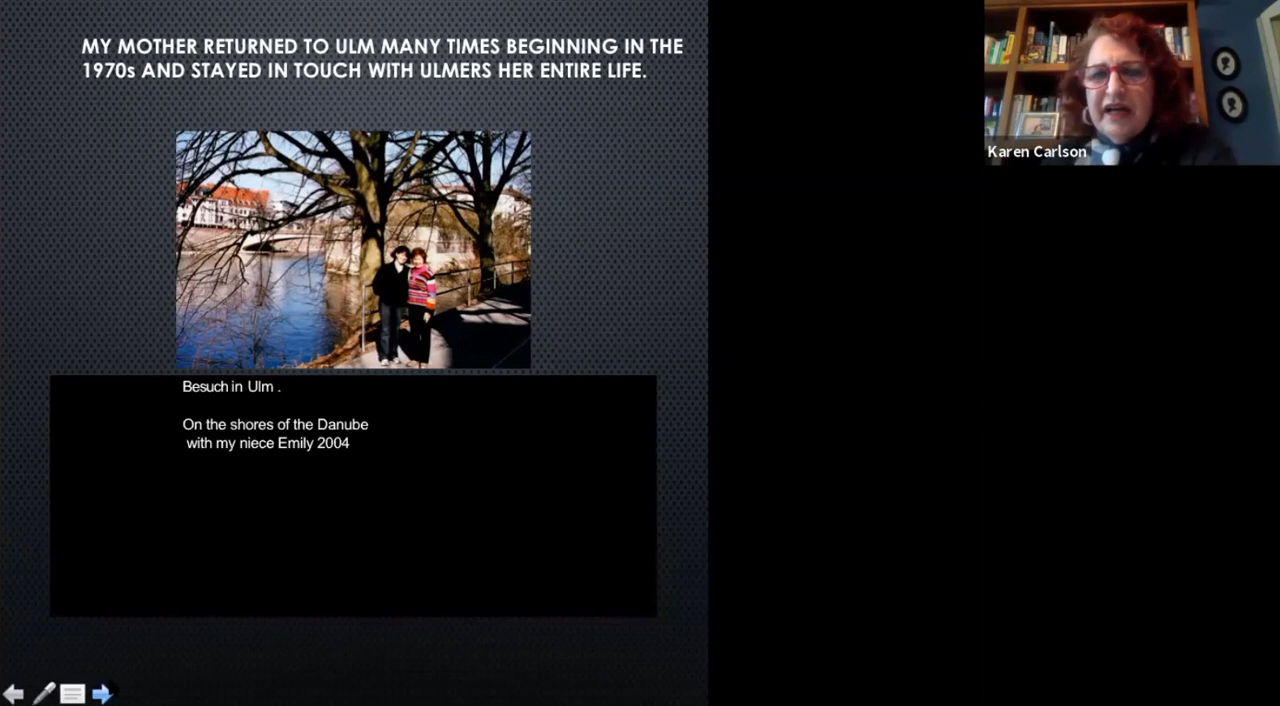 MY MOTHER RETURNED TO ULM MANY TIMES BEGINNING IN THE
1970s AND STAYED IN TOUCH WITH ULMERS HER ENTIRE LIFE.
Karen Carlson
Besuch in Ulm .
On the shores of the Danube
with my niece Emily 2004